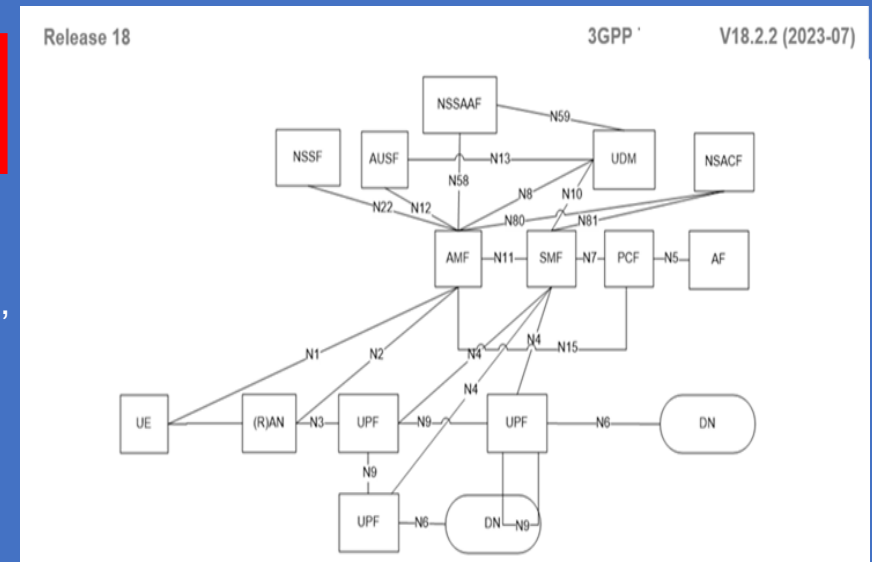 Release 18 3GPP V18.2.2 (2023-07)
NSSAAF
N59
NSSF AUSF N13 UDM NSACF
N58
N22 N12 N8 N10
N80 N81
AMF N11 SMF N7 PCF N5 AF
N1 N2 N4 N4 N15
N4
UE (R)AN N3 UPF N9 UPF N6 DN
N9
UPF N6 DN N9
,